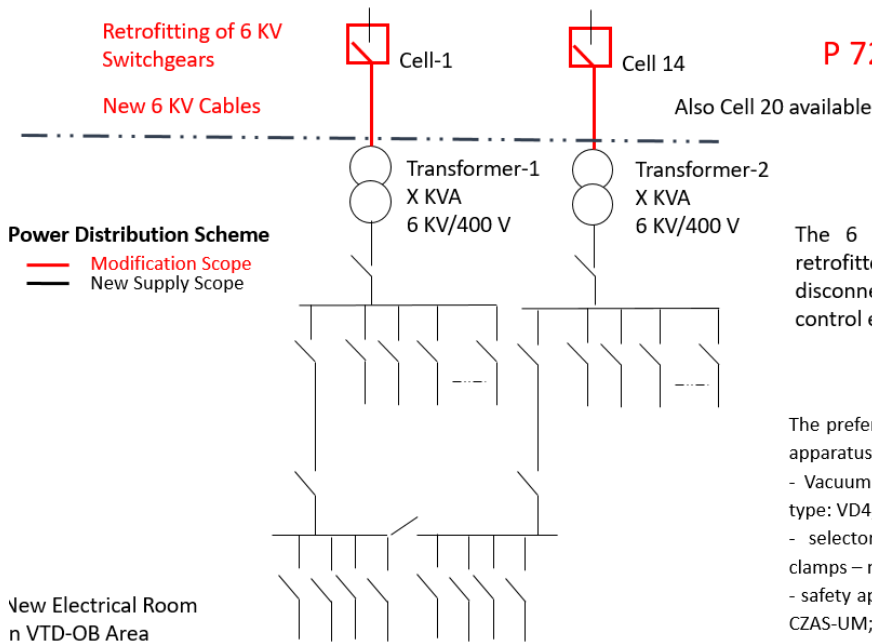 Retrofitting of 6 KV
Switchgears
New 6 KV Cables
Cell-1
Cell 14
P 72
Also Cell 20 available
Transformer-1
X KVA
6 KV/400 V
Transformer-2
X KVA
6 KV/400 V
Power Distribution Scheme
Modification Scope
New Supply Scope
The 6
retrofitte
disconne
control e
The prefer
apparatus
- Vacuum
type: VD4
- selector
clamps – r
- safety ap
CZAS-UM;
New Electrical Room
n VTD-OB Area